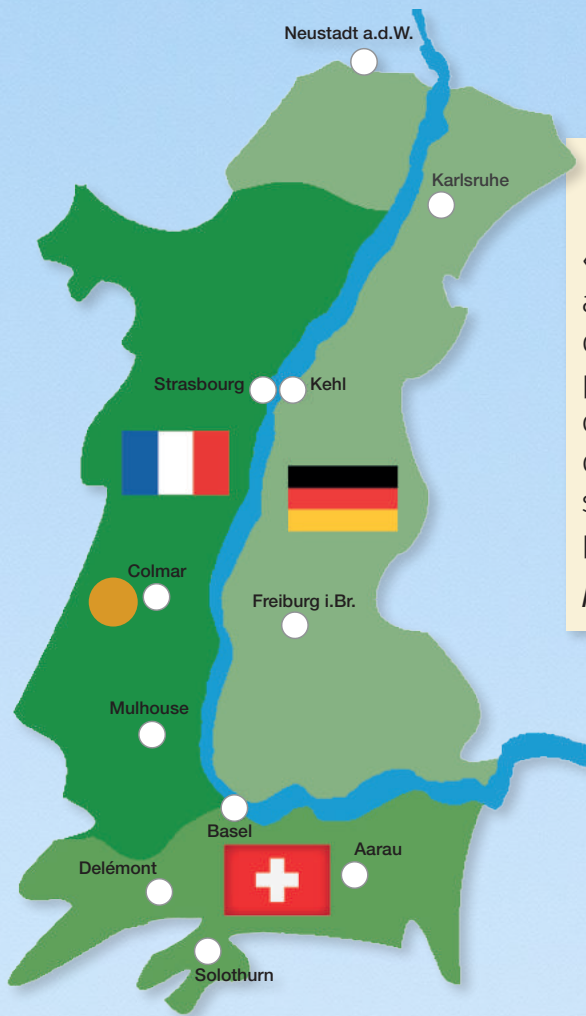 Neustadt a.d.W.
Karlsruhe
Strasbourg
Kehl
Colmar
Freiburg i.Br.
Mulhouse
Basel
Aarau
Delémont
Solothurn